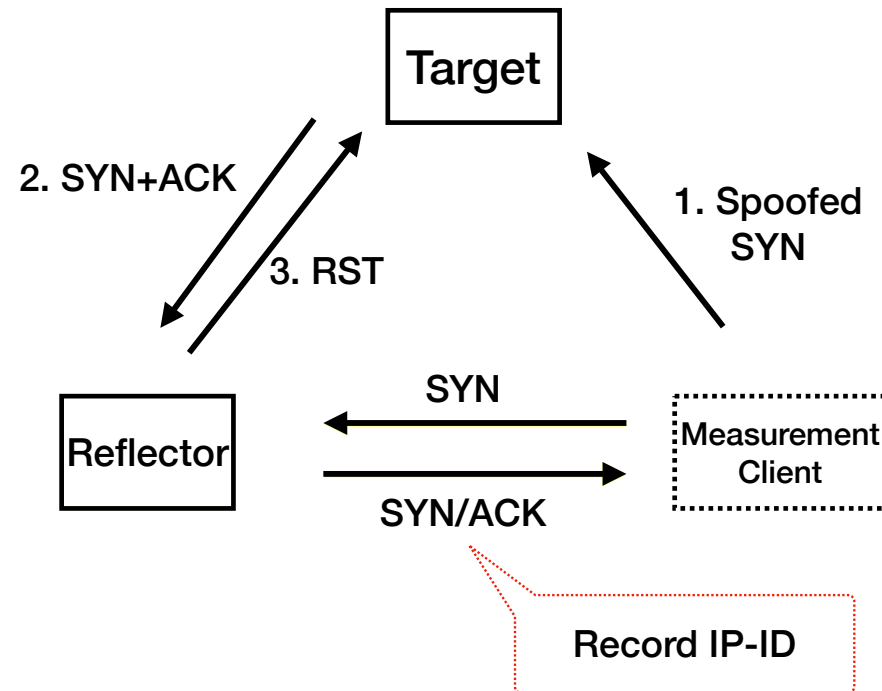 Target
2. SYN+ACK
1. Spoofed
SYN
3. RST
SYN
Reflector
Measurement
Client
SYN/ACK
Record IP-ID